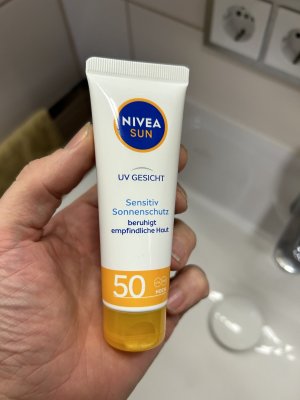 NIVEA
SUN
UV GESICHT
Sensitiv
Sonnenschutz
beruhigt
empfindliche Haut
50